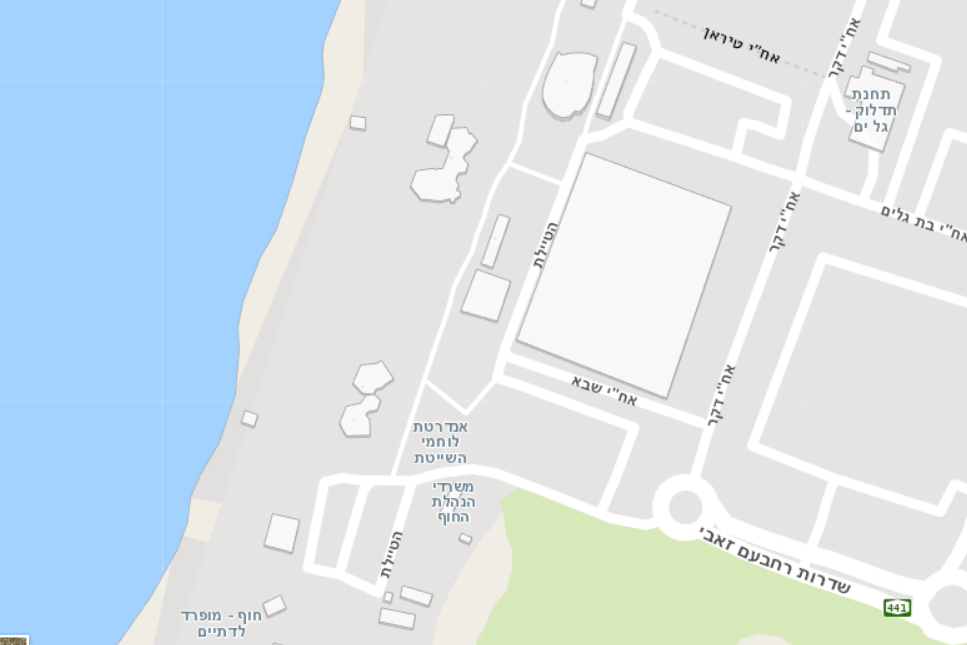 אח"י דקר
אח"י טיראן
תחנת
תדלוק -
גל ים
אח"י דקר
אח"י בת גלים
הטיילת
אח"י דקר
אח"י שבא
אנדרטת
לוחמי
השייטת
משרדי
הנהלת
החוף
הטיילת
שדרות רחבעם זאבי
441
חוף - מופרד
לדתיים